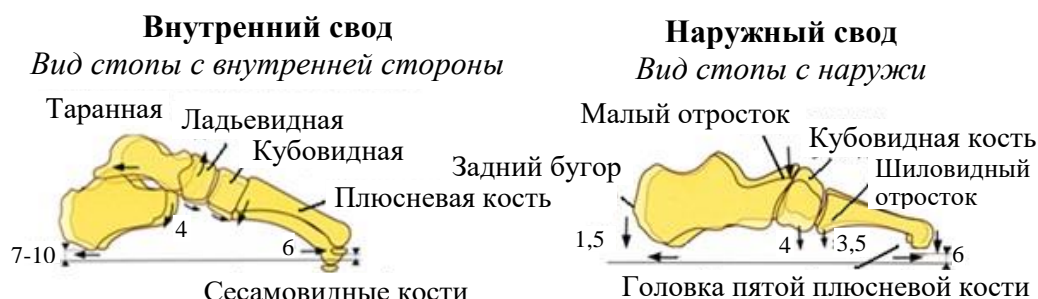 Внутренний свод
Вид стопы с внутренней стороны
Таранная
Ладьевидная
Кубовидная
Плюсневая кость
4
6
7-10
Сесамовидные кости
Наружный свод
Вид стопы с наружи
Малый отросток
Кубовидная кость
Задний бугор
Шиловидный
отросток
1,5
4
3,5
6
Головка пятой плюсневой кости